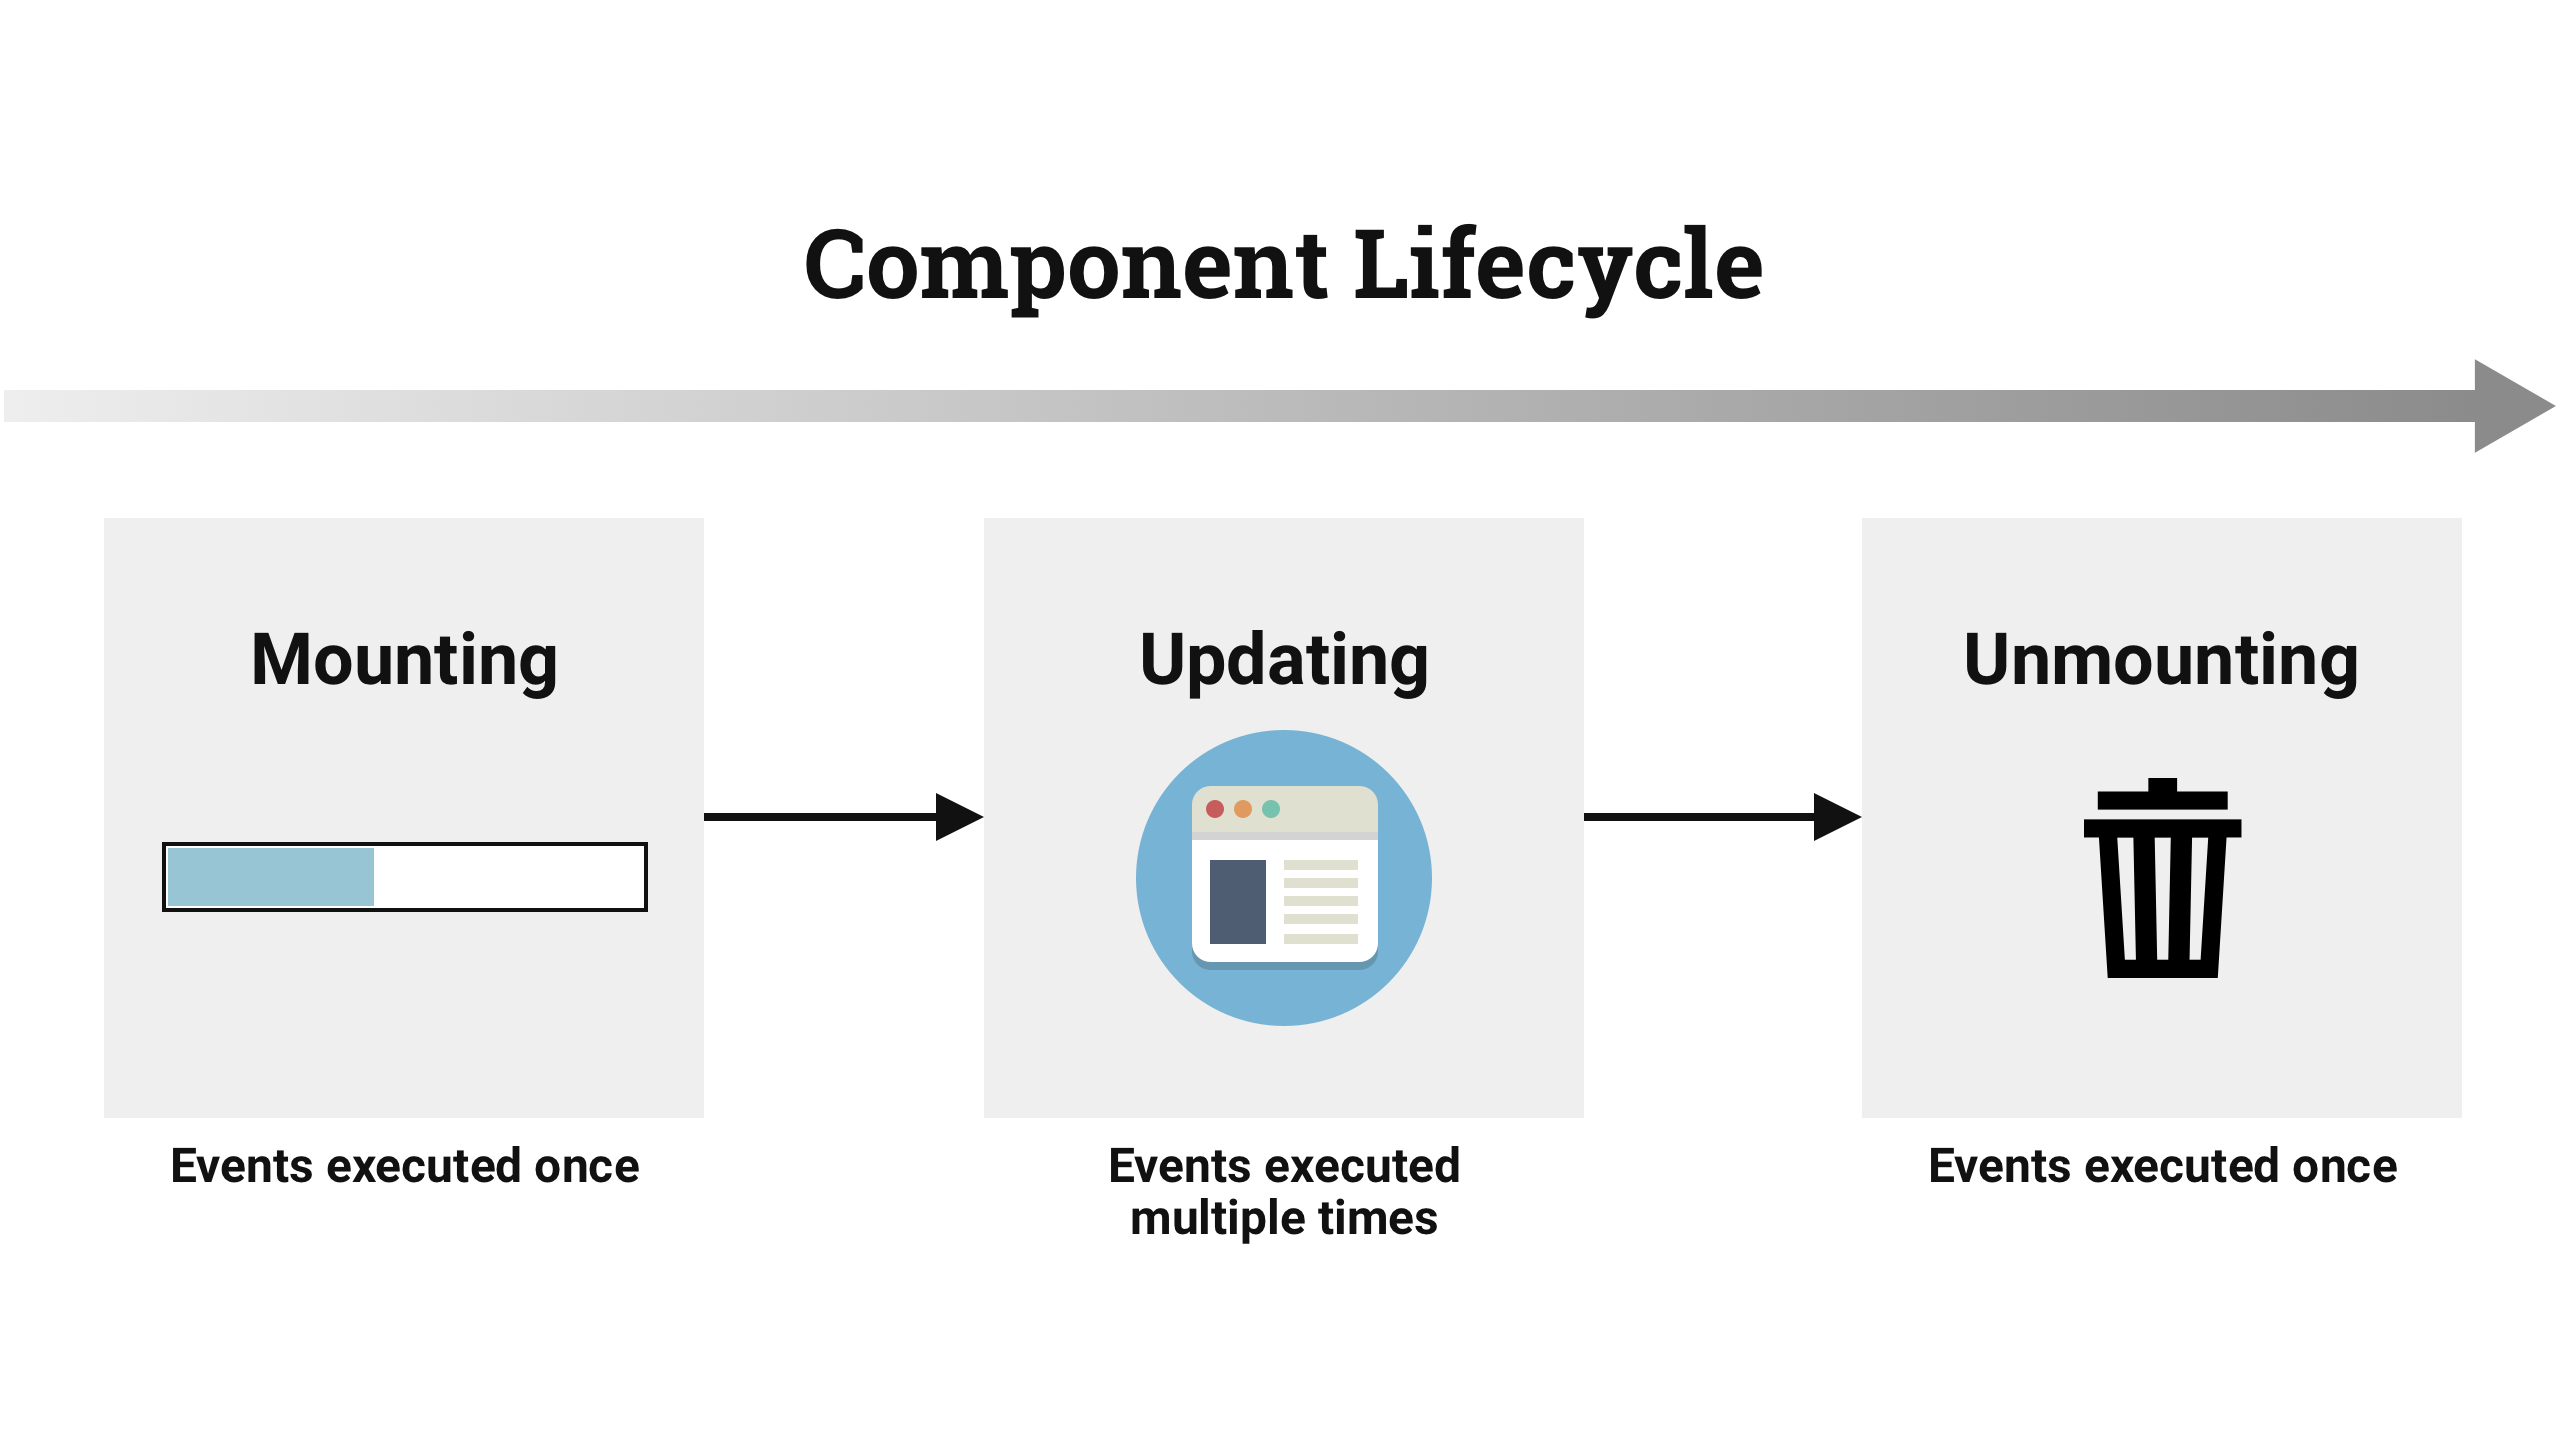 Component Lifecycle
Mounting
Updating
Unmounting
Events executed once
Events executed
multiple times
Events executed once